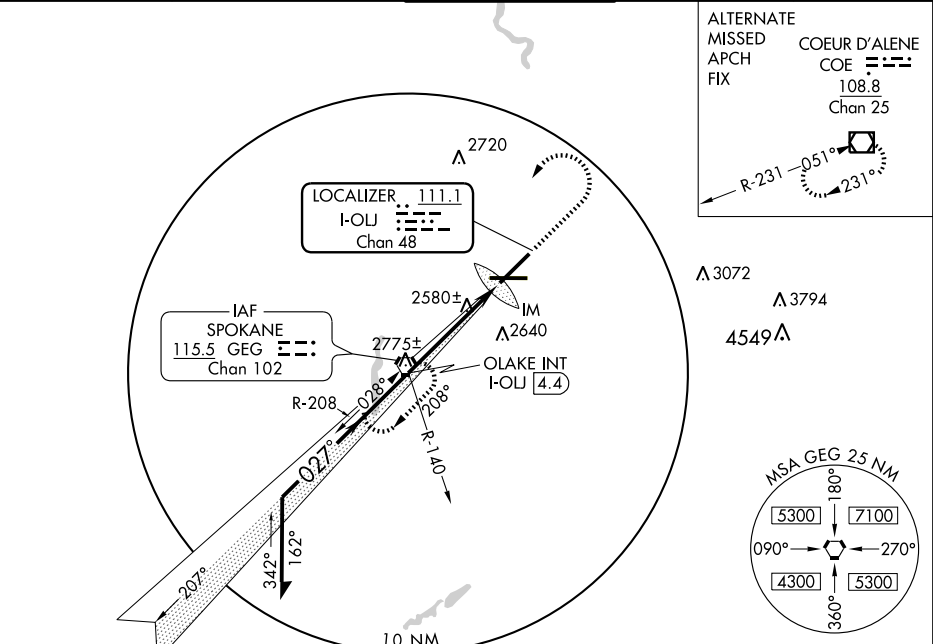 ALTERNATE
MISSED
APCH
FIX
COEUR D'ALENE
COE
108.8
Chan 25
R-231
051°
231°
2720
LOCALIZER 111.1
I-OLJ
Chan 48
3072
3794
4549
IAF
SPOKANE
115.5 GEG
Chan 102
2580±
IM
2640
2775±
OLAKE INT
I-OLJ 4.4
R-208
028°
208°
R-140
027°
342°
162°
207°
10 NM
MSA GEG 25 NM
180°
5300
7100
090°
270°
4300
5300
360°